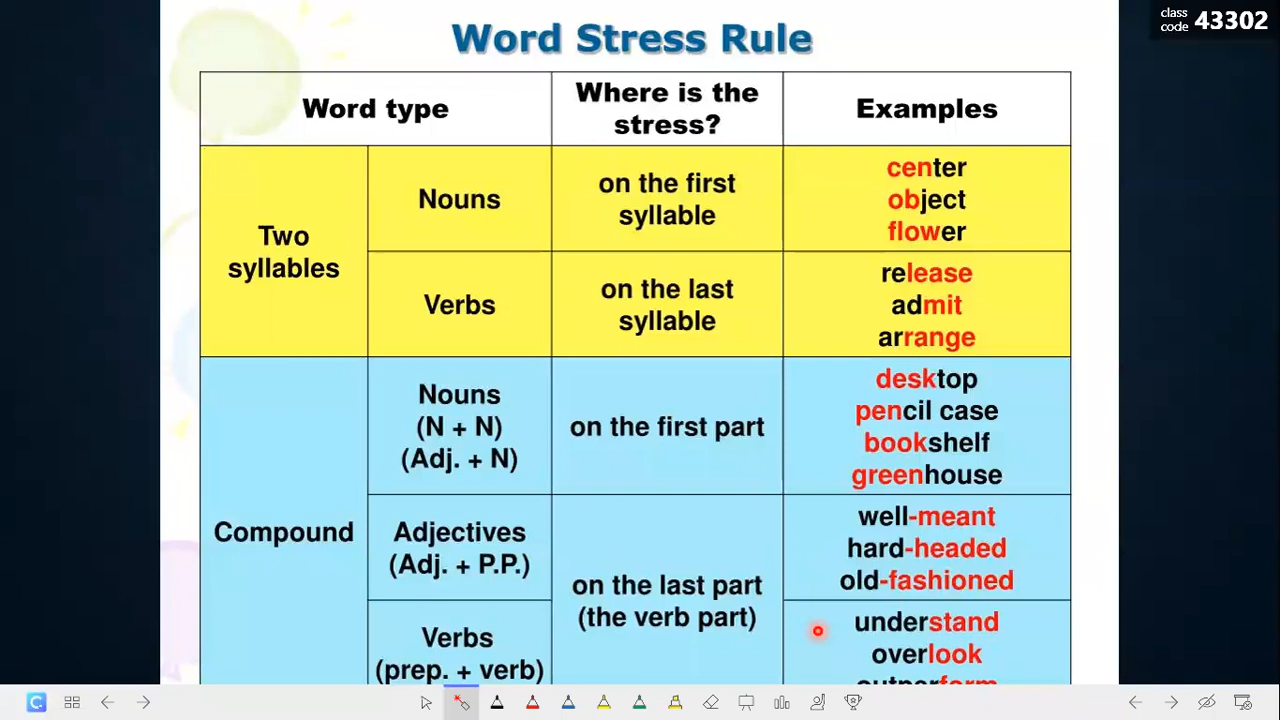 class
code 43302
Word Stress Rule
Word type
Where is the
stress?
Examples
Two
syllables
Nouns
on the first
syllable
center
object
flower
Verbs
on the last
syllable
release
admit
arrange
Compound
Nouns
(N + N)
(Adj. + N)
on the first part
desktop
pencil case
bookshelf
greenhouse
Adjectives
(Adj. + P.P.)
on the last part
(the verb part)
well-meant
hard-headed
old-fashioned
Verbs
(prep. + verb)
understand
overlook
outperform